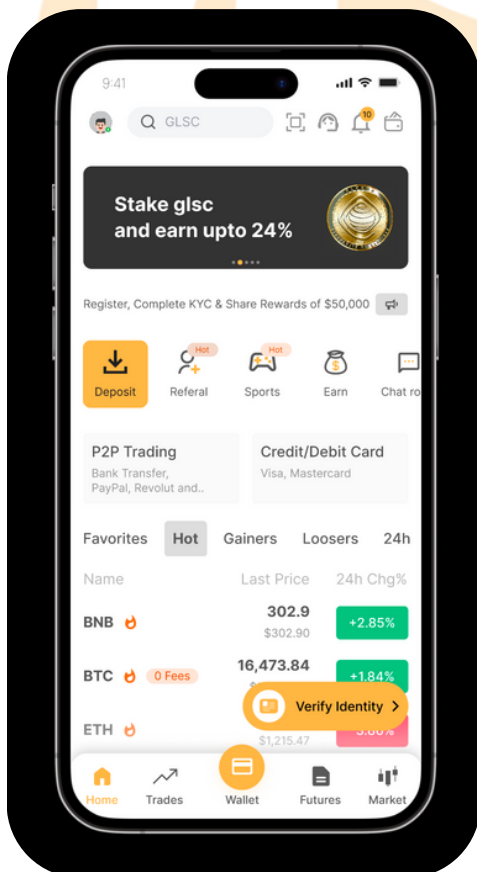 9:41
GLSC
10
Stake glsc
and earn upto 24%
Register, Complete KYC & Share Rewards of $50,000
Hot
Hot
Deposit
Referal
Sports
Earn
Chat ro
P2P Trading
Bank Transfer,
PayPal, Revolut and..
Credit/Debit Card
Visa, Mastercard
Favorites Hot Gainers Loosers 24h
Name Last Price 24h Chg%
BNB 302.9 +2.85%
$302.90
BTC 0 Fees 16,473.84 +1.84%
Verify Identity
ETH
$1,215.47
Home Trades Wallet Futures Market